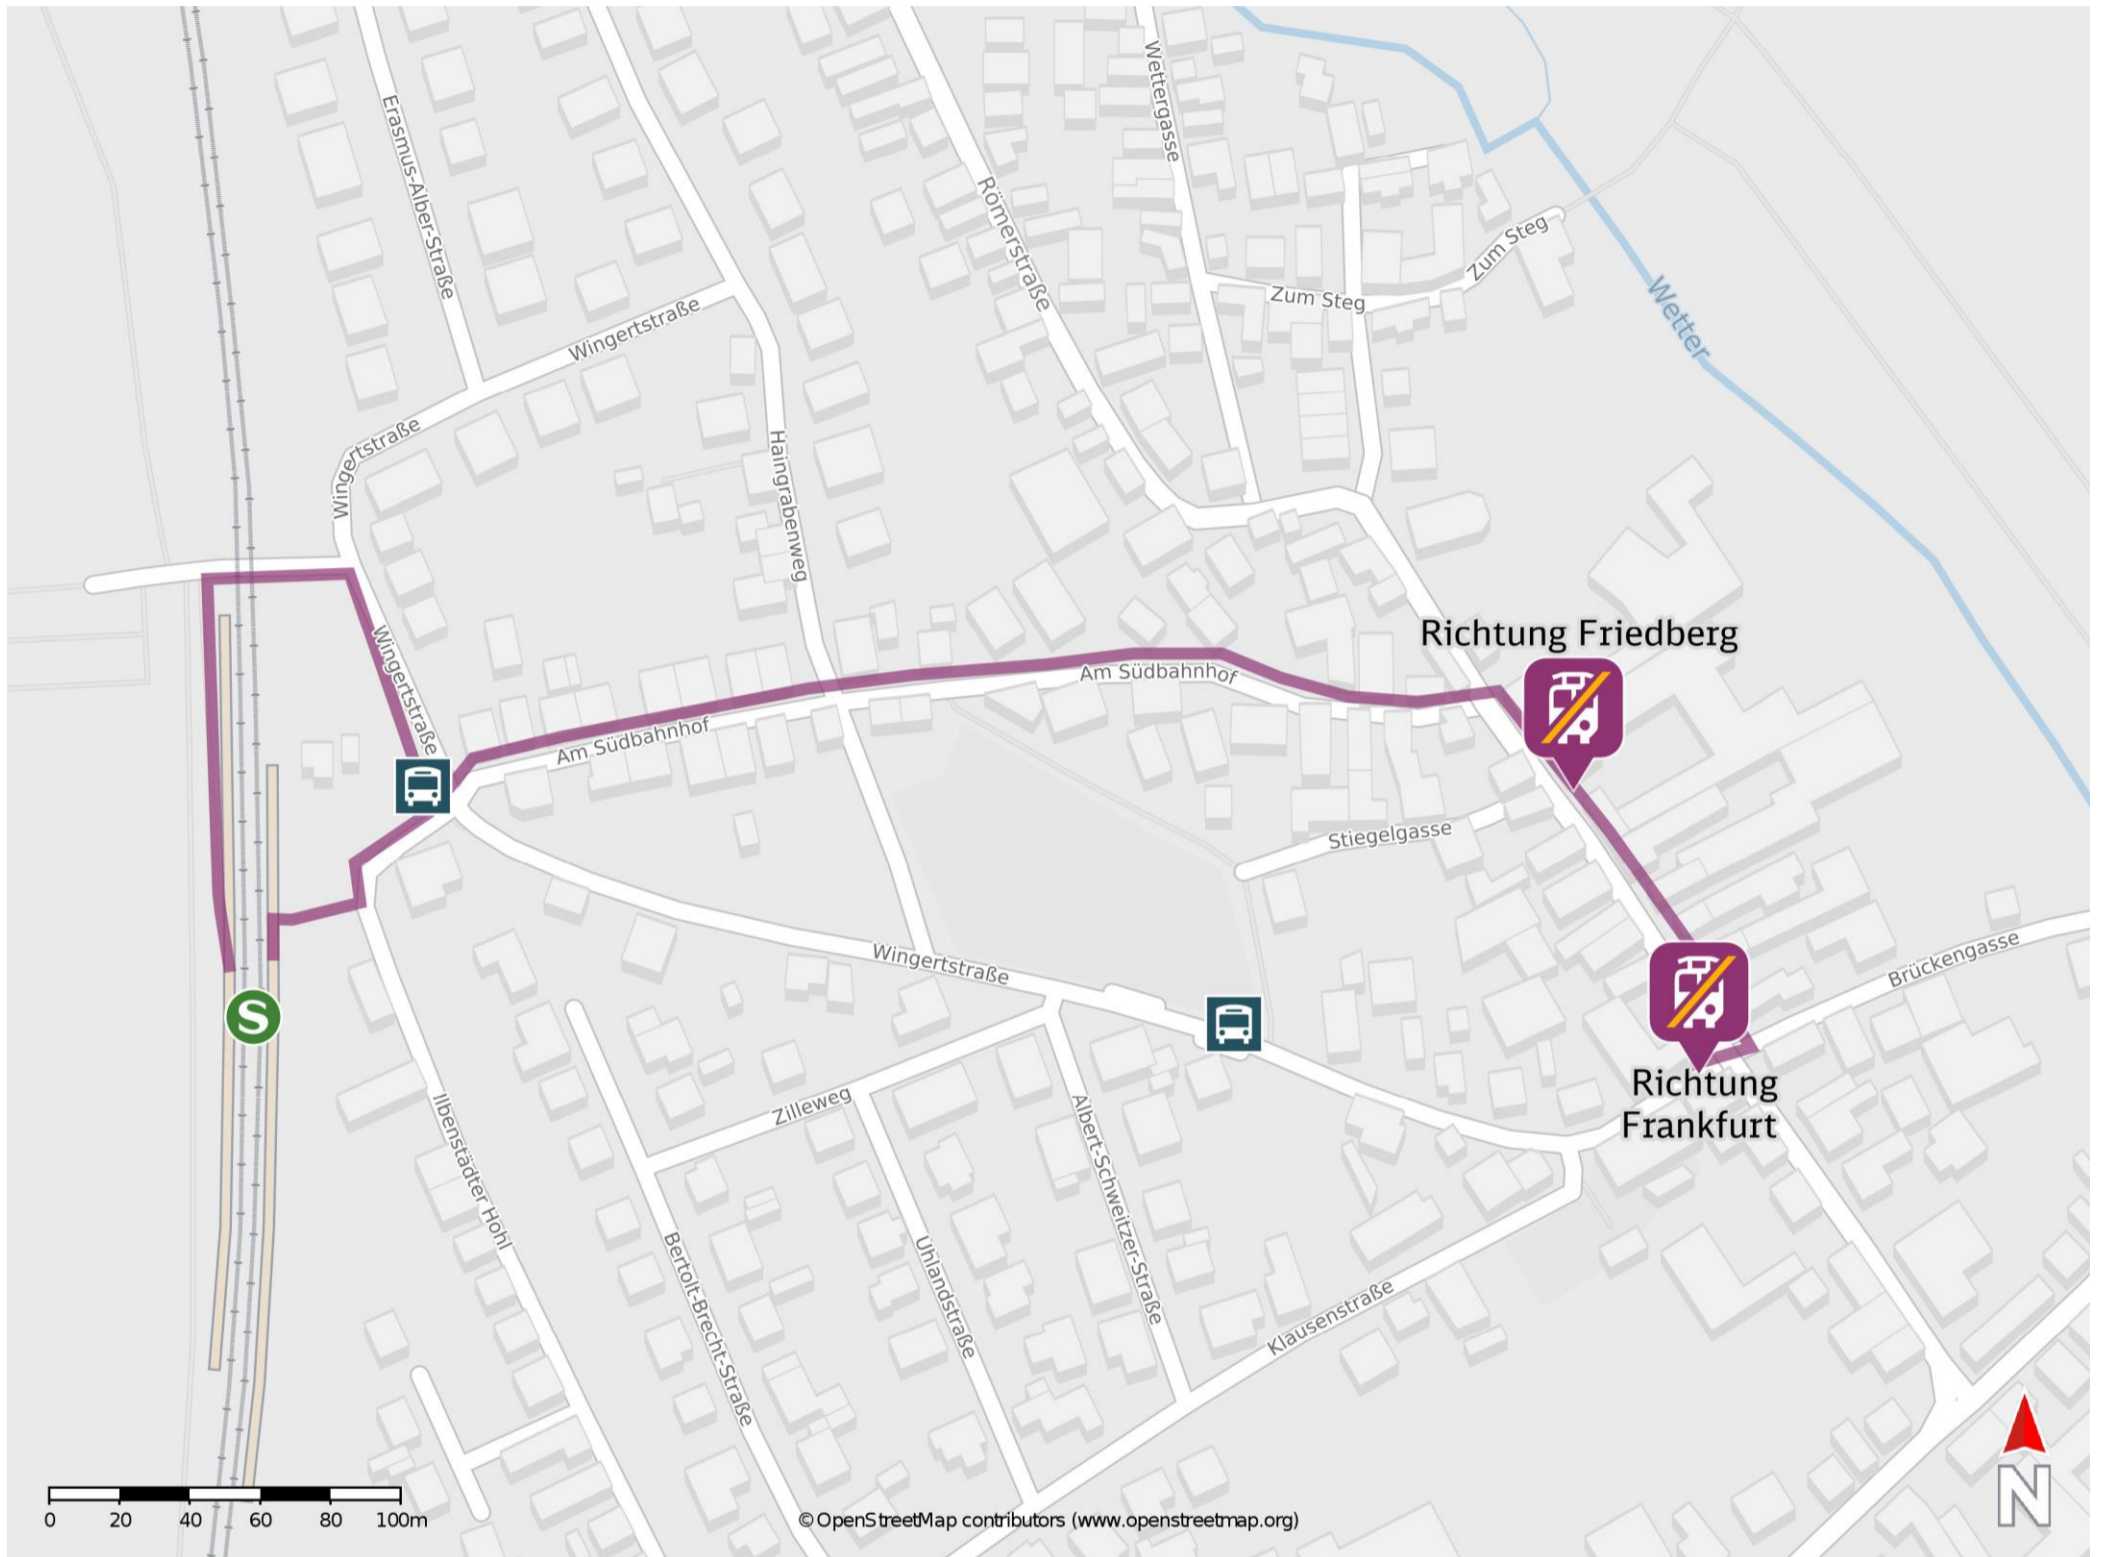 Wettergasse
Erasmus-Alber-Straße
Römerstraße
Zum Steg
Zum Steg
Wetter
Wingertstraße
Wingertstraße
Wingertstraße
Haingrabenweg
Wingertstraße
Richtung Friedberg
Am Südbahnhof
Am Südbahnhof
Stiegelgasse
Brückengasse
Wingertstraße
S
Richtung
Frankfurt
Zilleweg
Ilbenstädter Hohl
Albert-Schweitzer-Straße
Bertolt-Brecht-Straße
Uhlandstraße
Klausenstraße
N
0 20 40 60 80 100m
© OpenStreetMap contributors (www.openstreetmap.org)